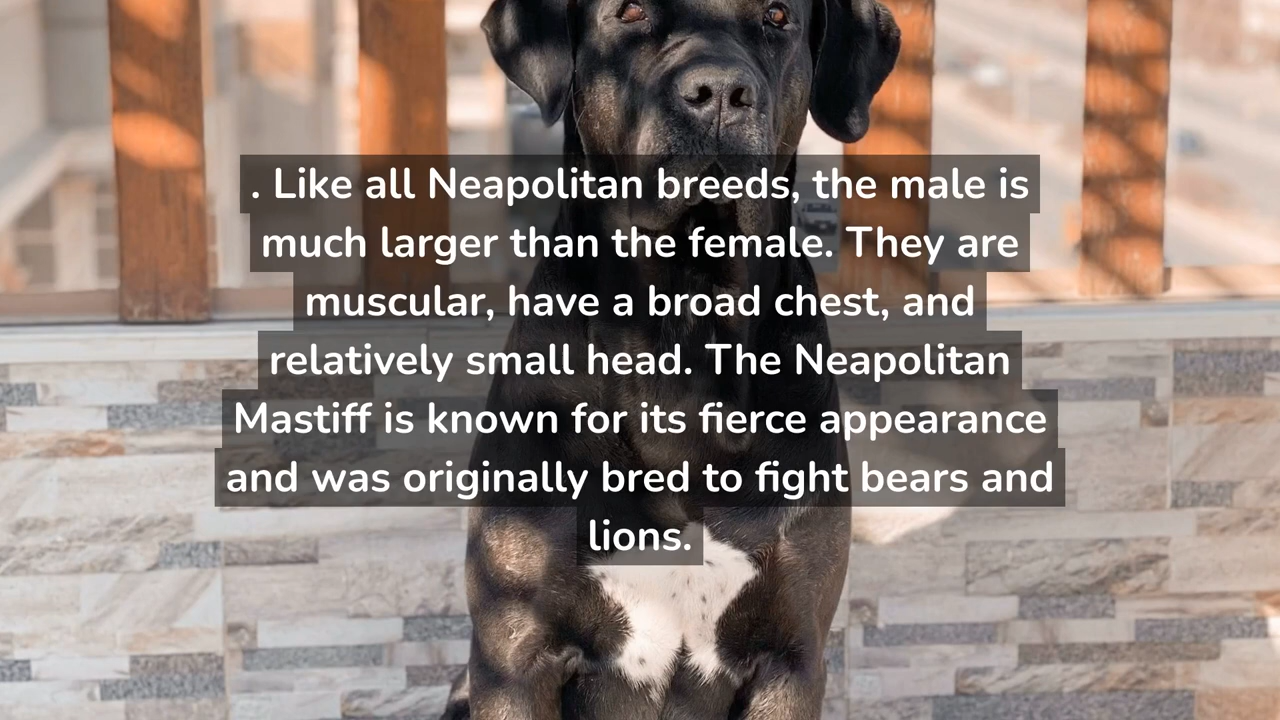 . Like all Neapolitan breeds, the male is
much larger than the female. They are
muscular, have a broad chest, and
relatively small head. The Neapolitan
Mastiff is known for its fierce appearance
and was originally bred to fight bears and
lions.